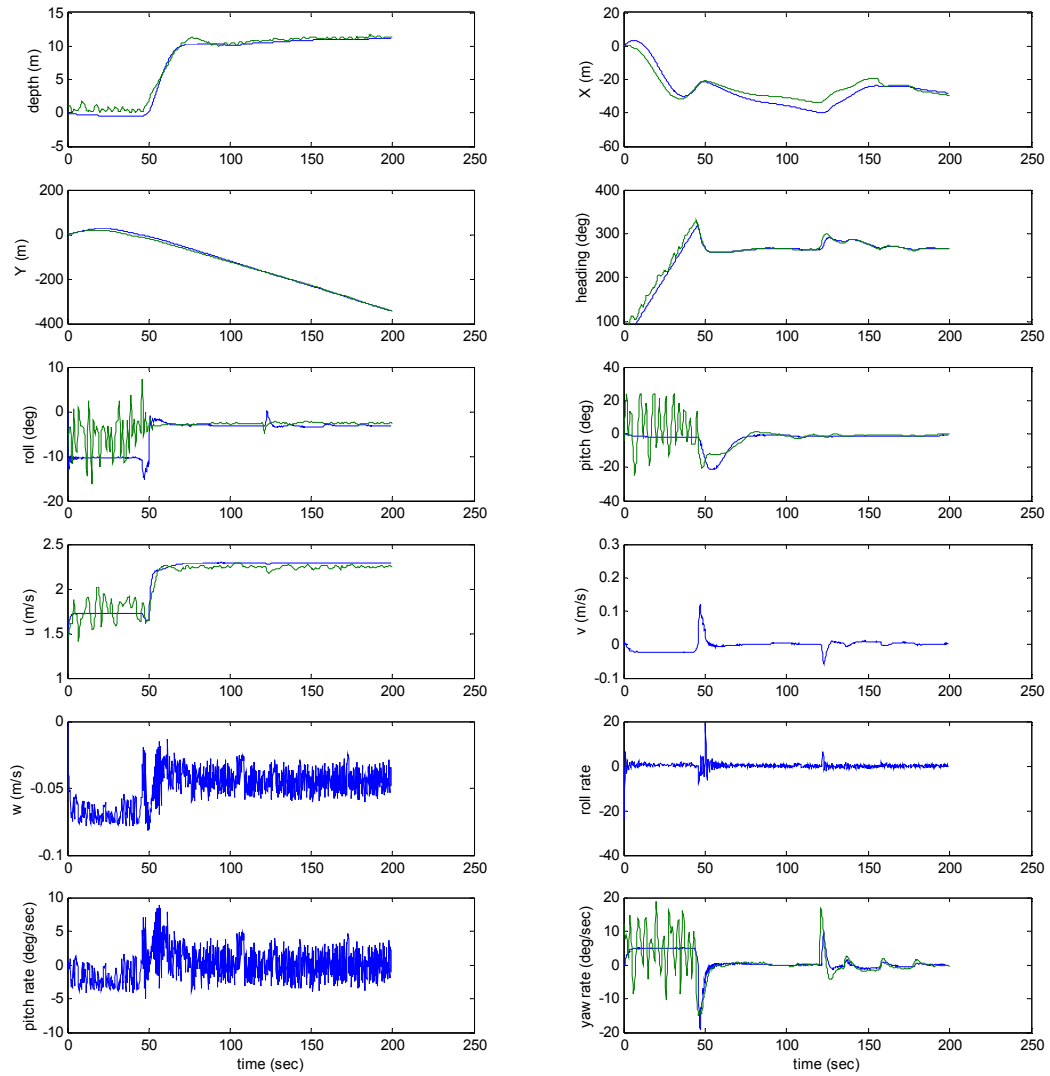 15
10
5
0
-5
depth (m)
0 50 100 150 200 250
20
0
-20
-40
-60
X (m)
0 50 100 150 200 250
200
0
-200
-400
Y (m)
0 50 100 150 200 250
400
300
200
100
heading (deg)
0 50 100 150 200 250
10
0
-10
-20
roll (deg)
0 50 100 150 200 250
40
20
0
-20
-40
pitch (deg)
0 50 100 150 200 250
2.5
2
1.5
1
u (m/s)
0 50 100 150 200 250
0.3
0.2
0.1
0
-0.1
v (m/s)
0 50 100 150 200 250
0
-0.05
-0.1
w (m/s)
0 50 100 150 200 250
20
0
-20
-40
roll rate
0 50 100 150 200 250
10
5
0
-5
-10
pitch rate (deg/sec)
0 50 100 150 200 250
time (sec)
20
10
0
-10
-20
yaw rate (deg/sec)
0 50 100 150 200 250
time (sec)